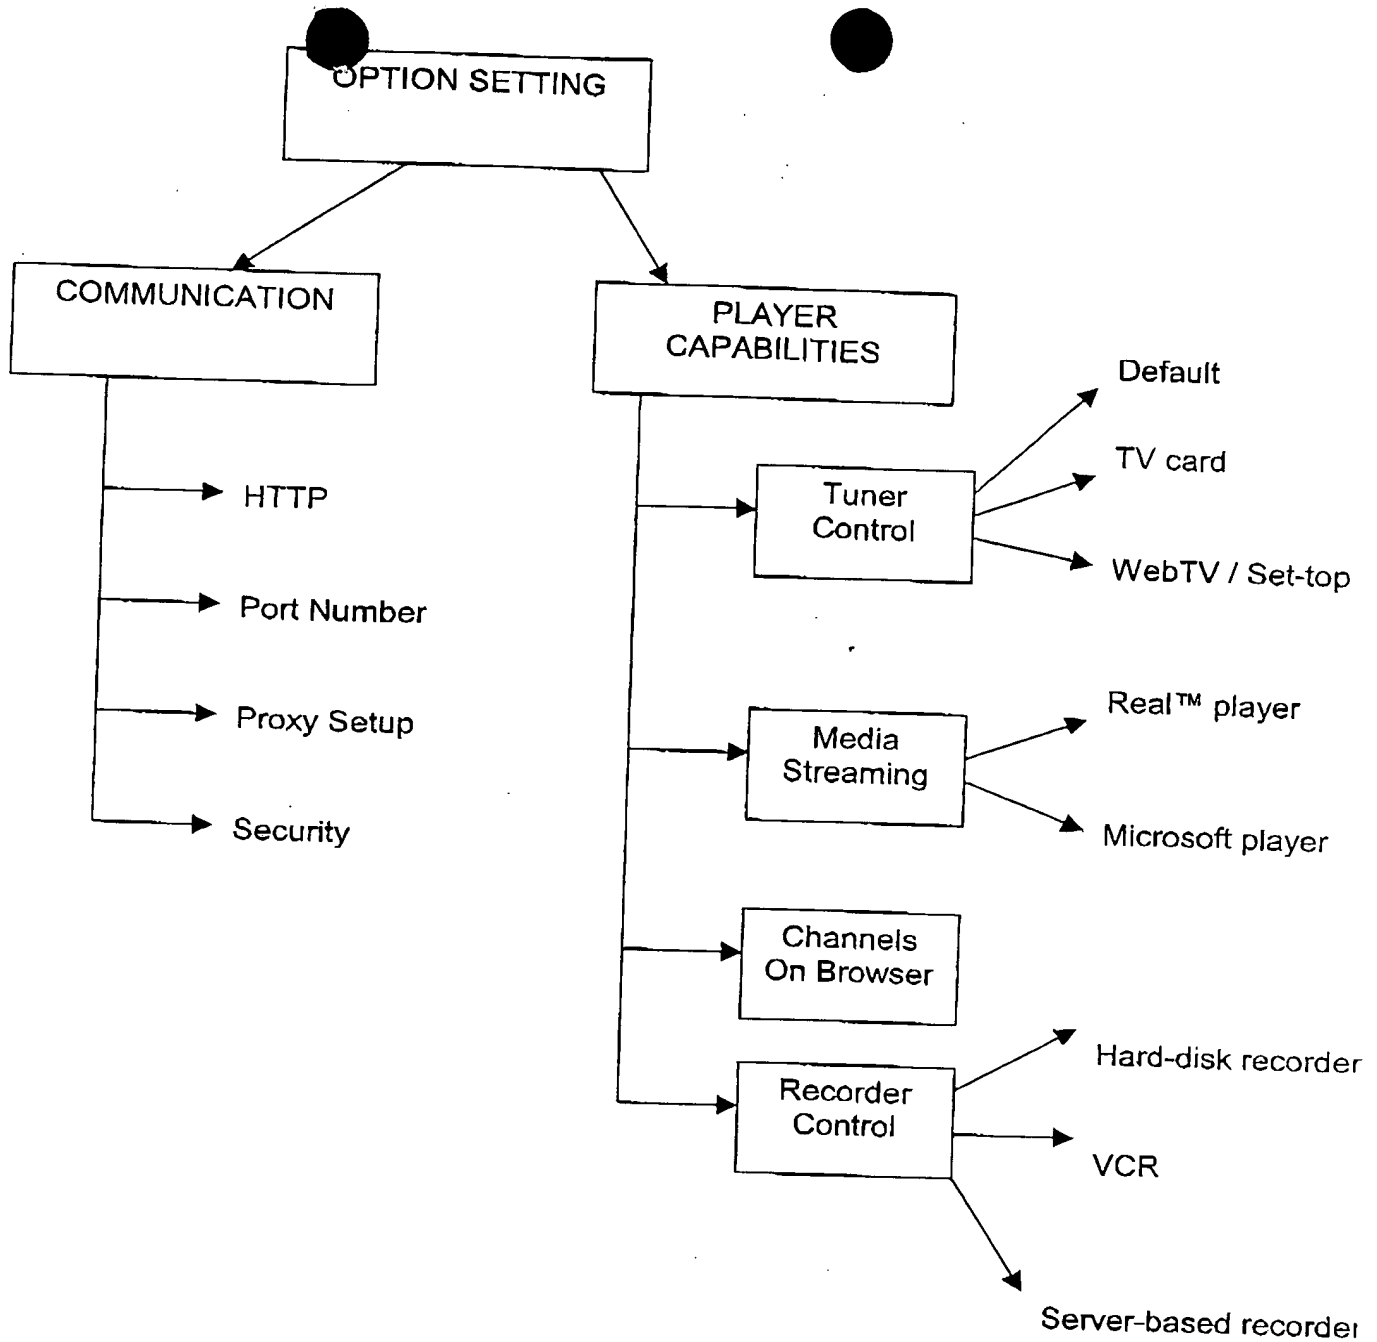 OPTION SETTING
COMMUNICATION
HTTP
Port Number
Proxy Setup
Security
PLAYER
CAPABILITIES
Tuner
Control
Default
TV card
WebTV / Set-top
Media
Streaming
Real™ player
Microsoft player
Channels
On Browser
Recorder
Control
Hard-disk recorder
VCR
Server-based recorder